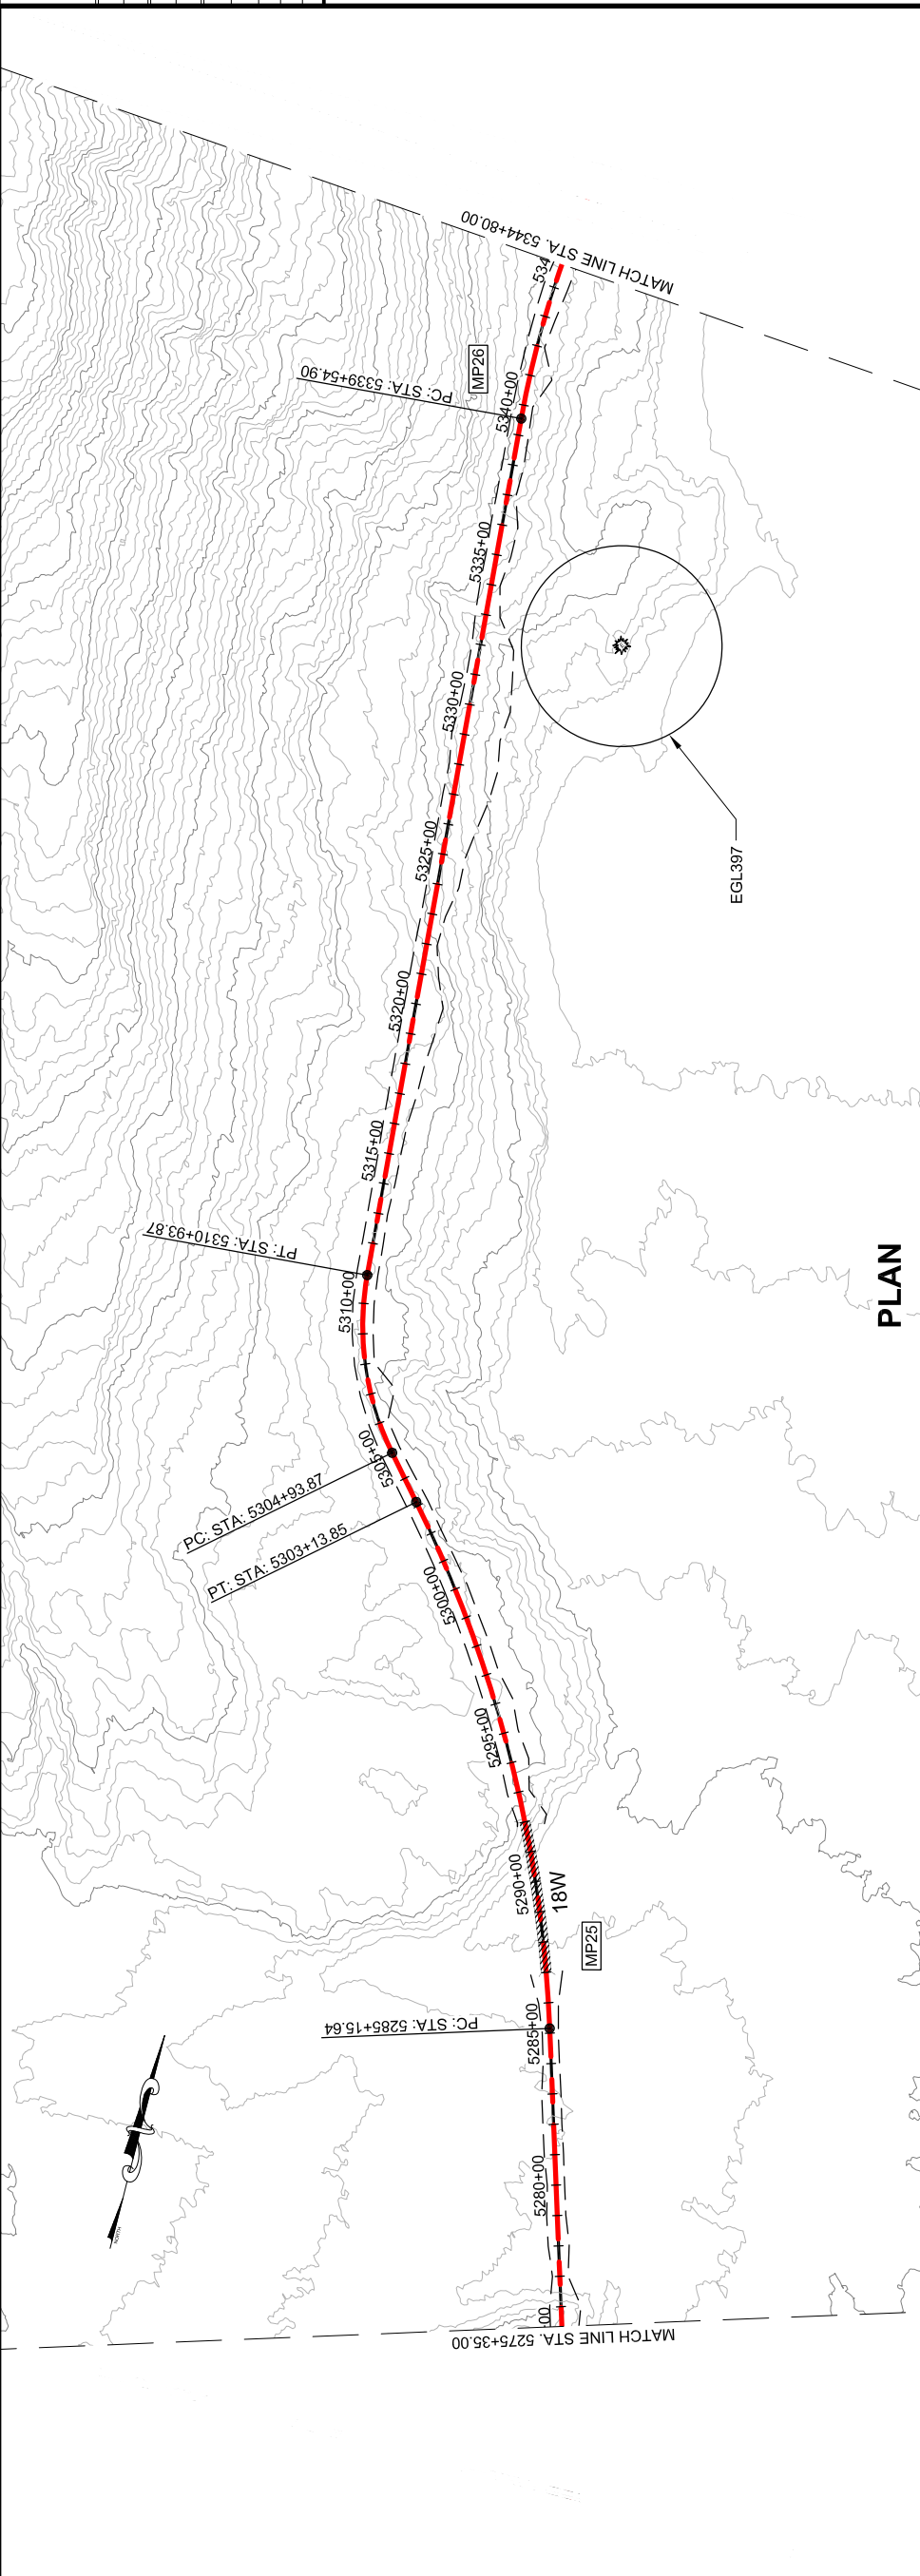 MATCH LINE STA. 5275+35.00
:00
5280+00
PC: STA: 5285+15.64
5285+00
MP25
18W
5290+00
5295+00
5300+00
PT: STA: 5303+13.85
PC: STA: 5304+93.87
5305+00
5310+00
PT: STA: 5310+93.87
5315+00
5320+00
5325+00
5330+00
5335+00
EGL397
PC: STA: 5339+54.90
5340+00
MP26
534
MATCH LINE STA. 5344+80.00
NORTH
PLAN